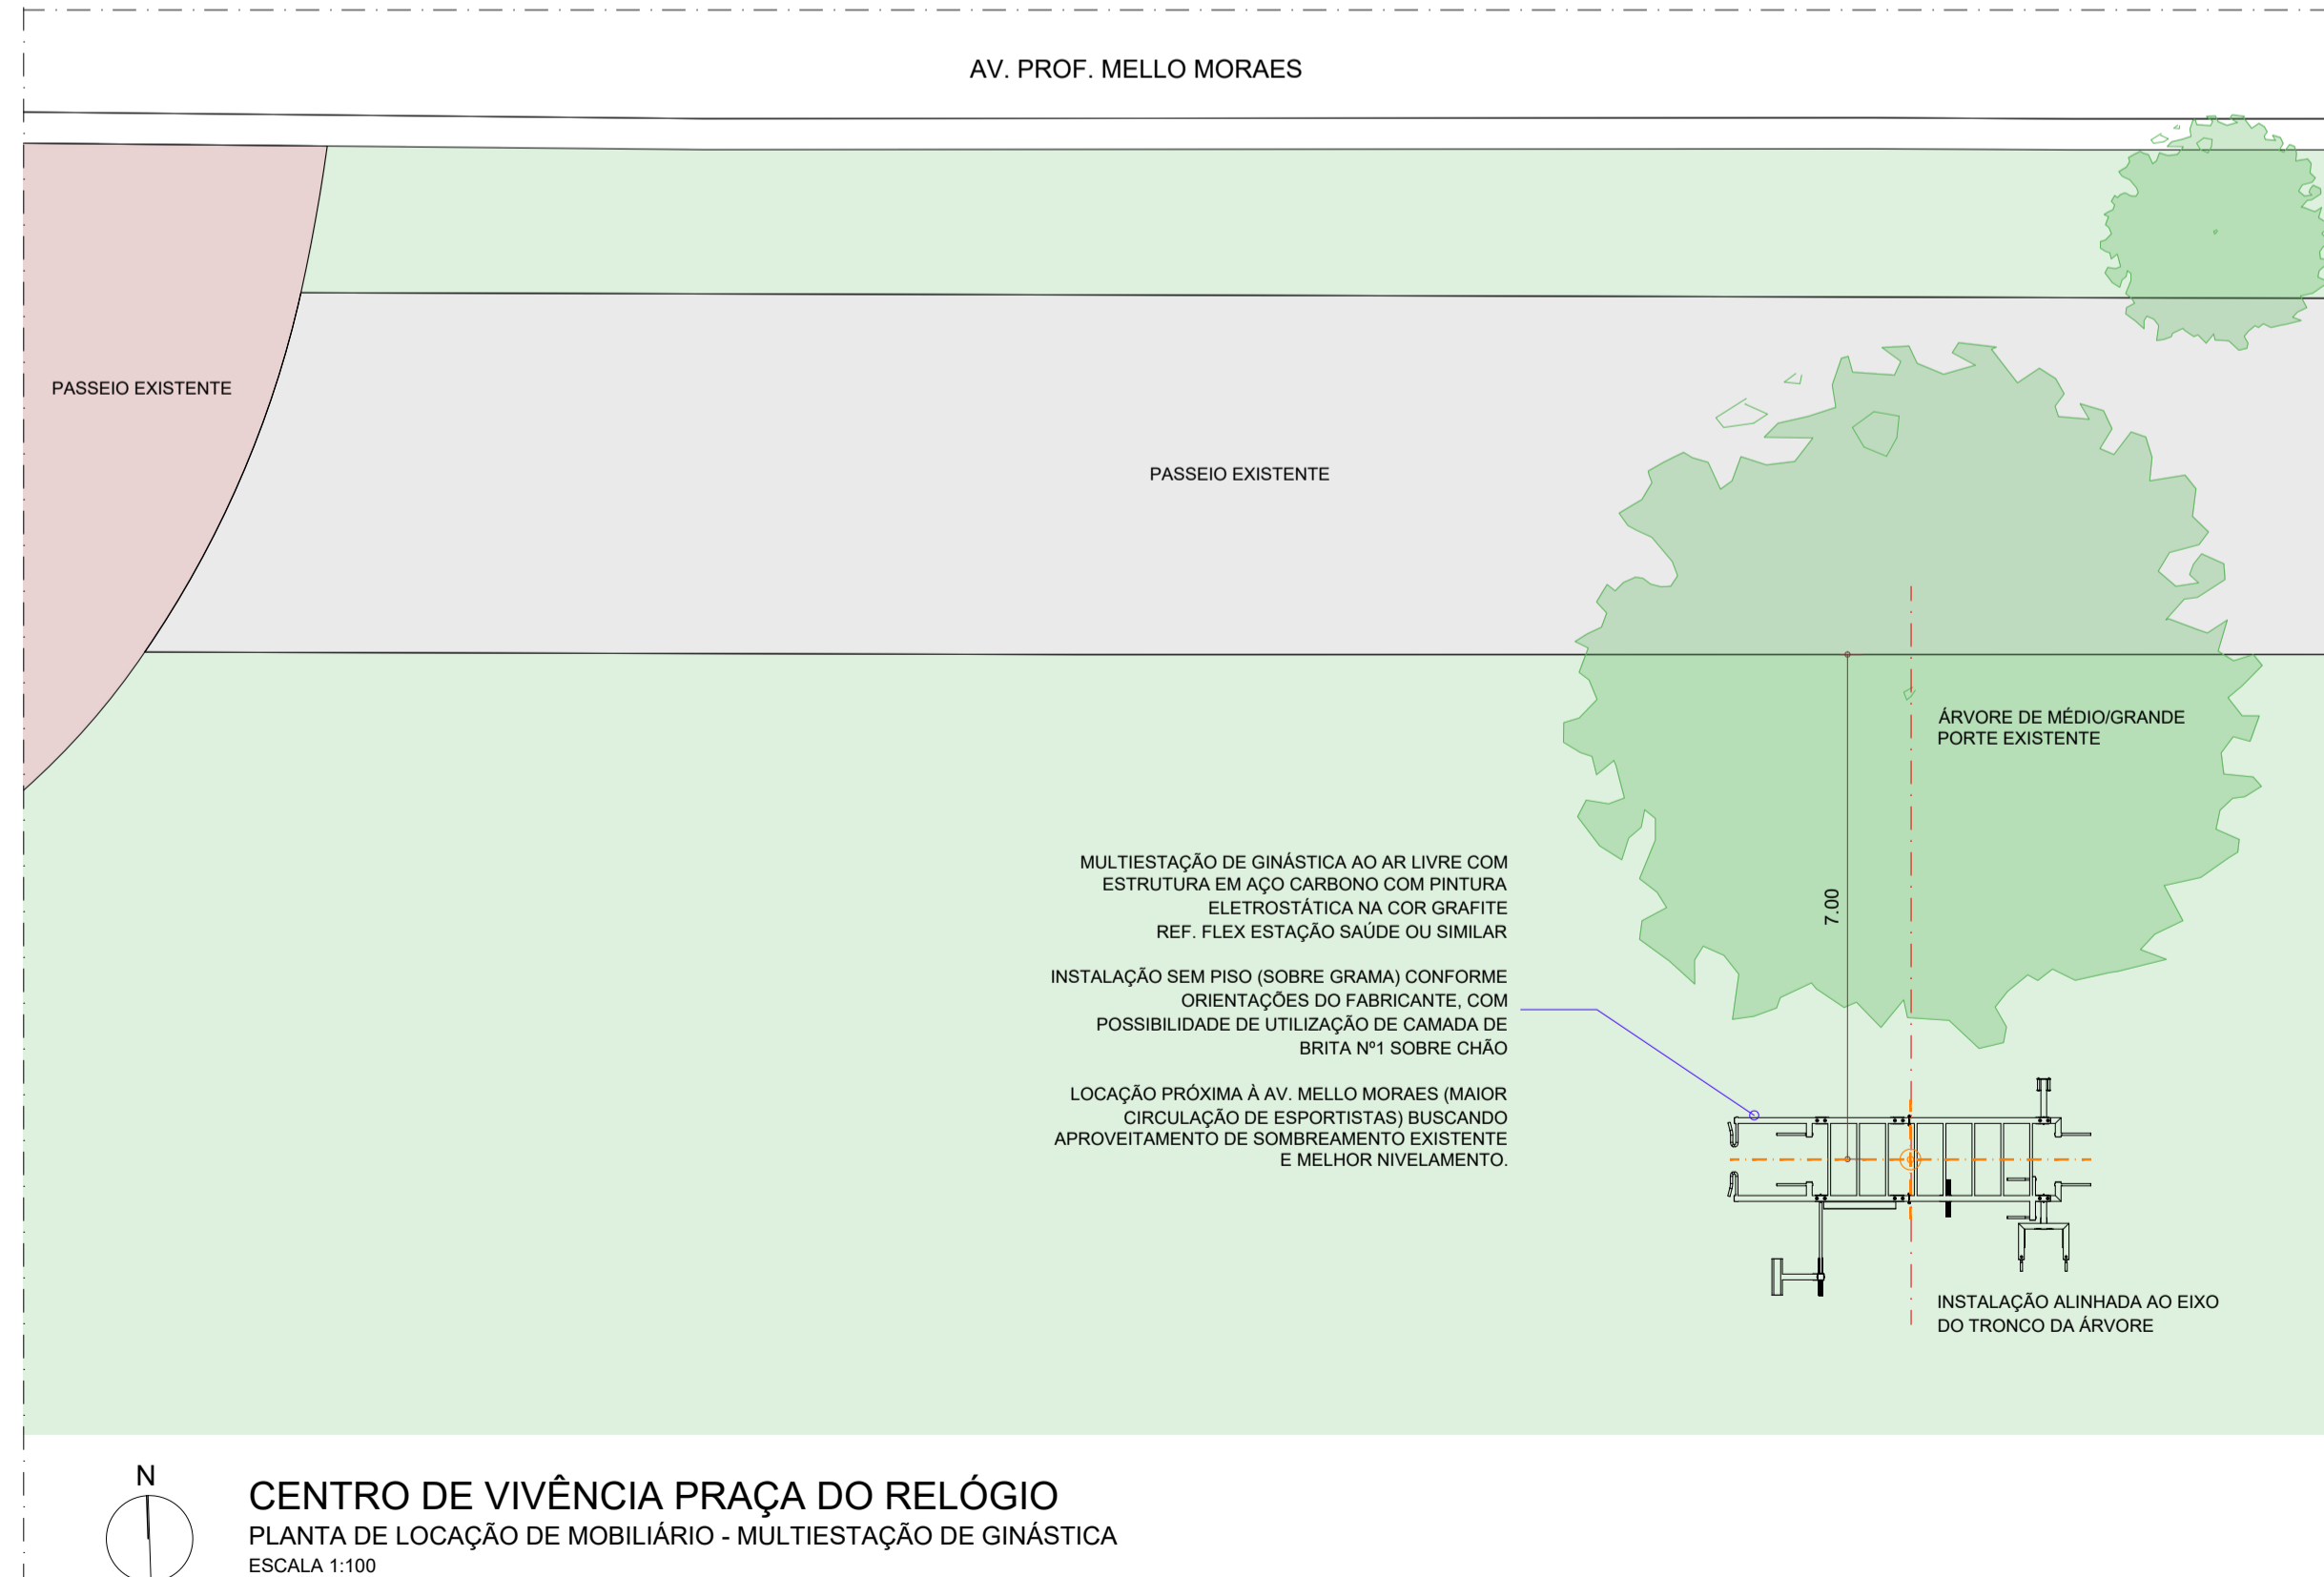 AV. PROF. MELLO MORAES
PASSEIO EXISTENTE
PASSEIO EXISTENTE
ÁRVORE DE MÉDIO/GRANDE
PORTE EXISTENTE
7.00
MULTIESTAÇÃO DE GINÁSTICA AO AR LIVRE COM
ESTRUTURA EM AÇO CARBONO COM PINTURA
ELETROSTÁTICA NA COR GRAFITE
REF. FLEX ESTAÇÃO SAÚDE OU SIMILAR
INSTALAÇÃO SEM PISO (SOBRE GRAMA) CONFORME
ORIENTAÇÕES DO FABRICANTE, COM
POSSIBILIDADE DE UTILIZAÇÃO DE CAMADA DE
BRITA Nº1 SOBRE CHÃO
LOCAÇÃO PRÓXIMA À AV. MELLO MORAES (MAIOR
CIRCULAÇÃO DE ESPORTISTAS) BUSCANDO
APROVEITAMENTO DE SOMBREAMENTO EXISTENTE
E MELHOR NIVELAMENTO.
INSTALAÇÃO ALINHADA AO EIXO
DO TRONCO DA ÁRVORE
N
CENTRO DE VIVÊNCIA PRAÇA DO RELÓGIO
PLANTA DE LOCAÇÃO DE MOBILIÁRIO - MULTIESTAÇÃO DE GINÁSTICA
ESCALA 1:100